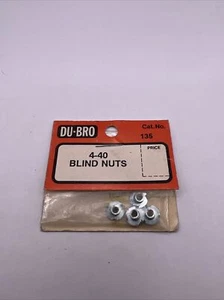 DU-BRO
Cat.No.
135
4-40
BLIND NUTS
PRICE